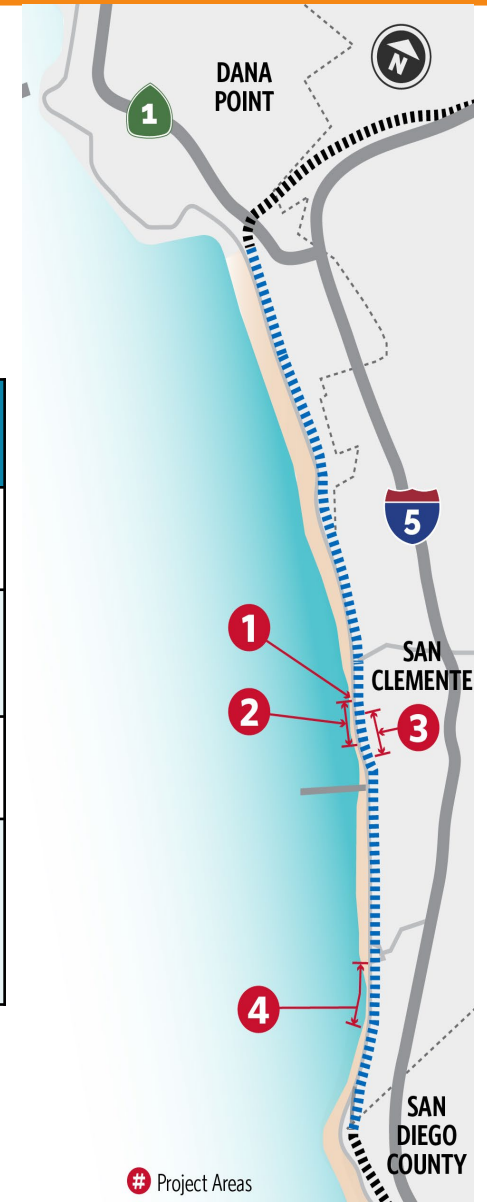 DANA
POINT
N
1
5
1
SAN
CLEMENTE
2
3
4
SAN
DIEGO
COUNTY
# Project Areas